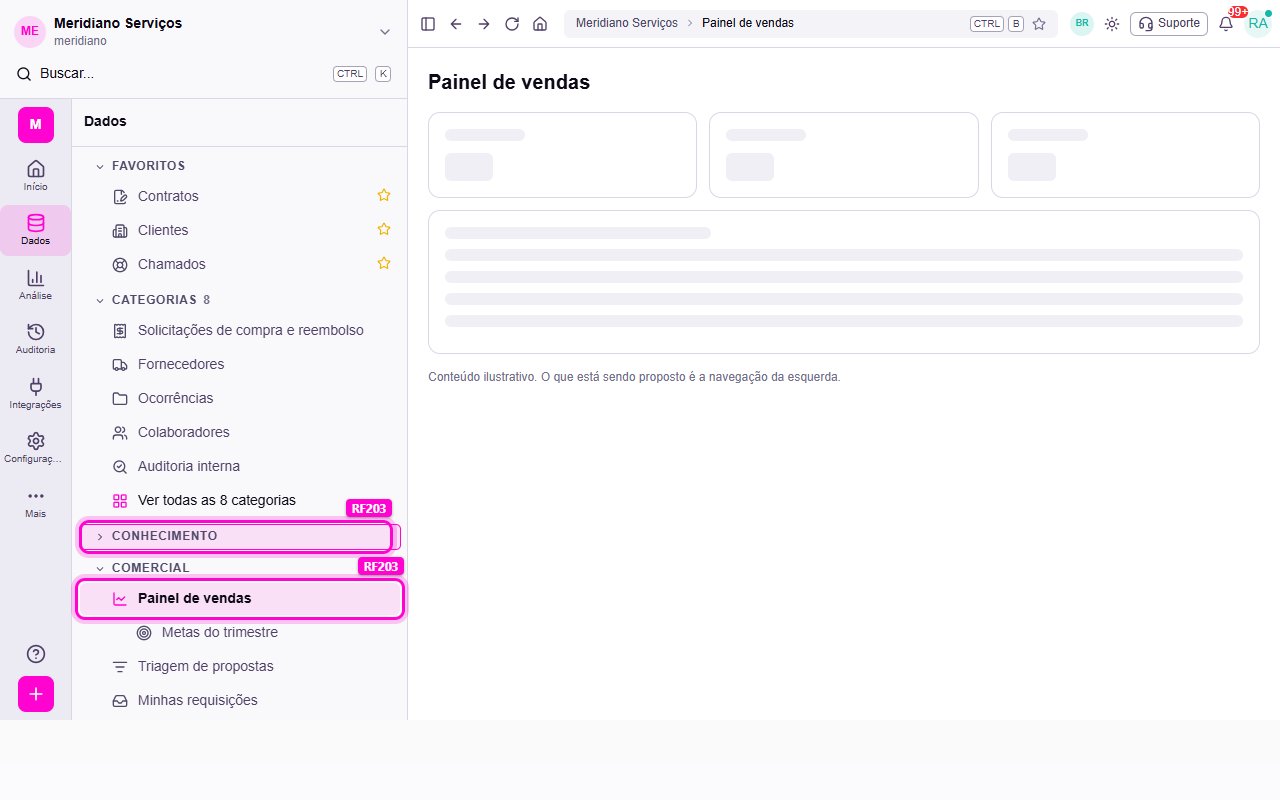 ME
Meridiano Serviços
meridiano
Buscar...
CTRL K
M
Início
Dados
Análise
Auditoria
Integrações
Configuraç...
Mais
Dados
FAVORITOS
Contratos
Clientes
Chamados
CATEGORIAS 8
Solicitações de compra e reembolso
Fornecedores
Ocorrências
Colaboradores
Auditoria interna
Ver todas as 8 categorias
RF203
CONHECIMENTO
COMERCIAL
RF203
Painel de vendas
Metas do trimestre
Triagem de propostas
Minhas requisições
Meridiano Serviços > Painel de vendas
CTRL B
BR
Suporte
99+
RA
Painel de vendas
Conteúdo ilustrativo. O que está sendo proposto é a navegação da esquerda.